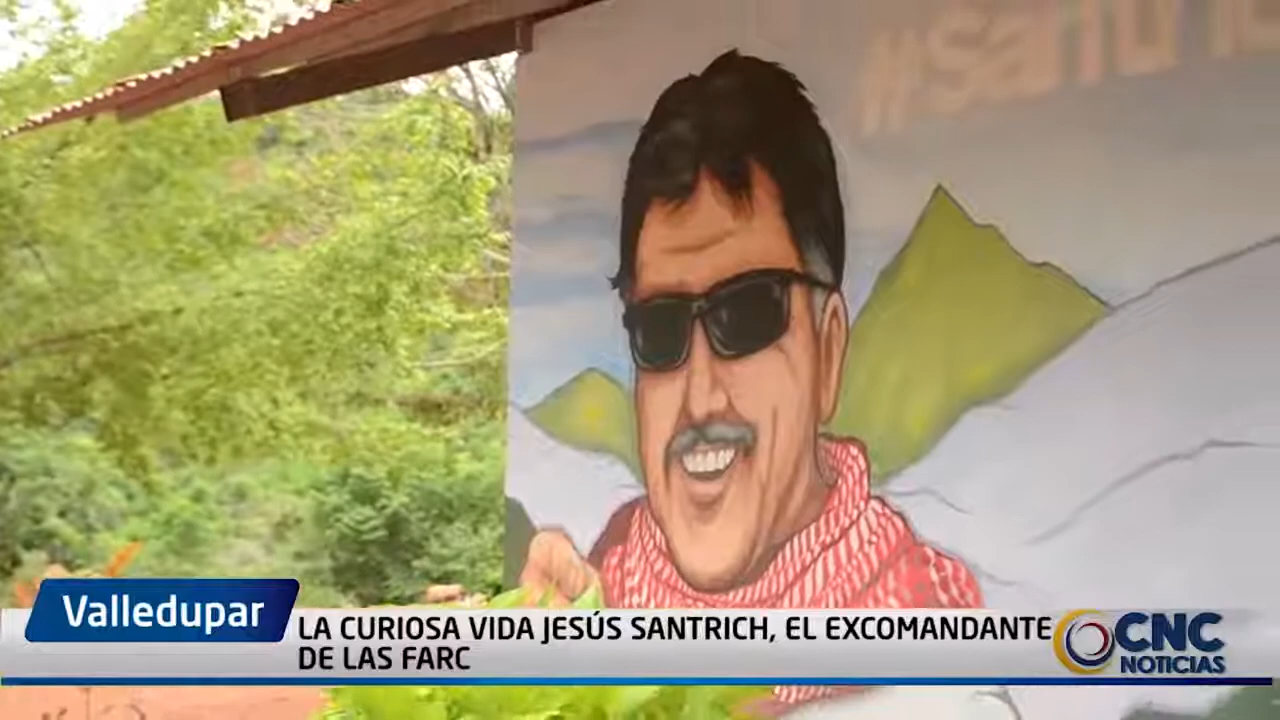 Valledupar
LA CURIOSA VIDA JESÚS SANTRICH, EL EXCOMANDANTE
DE LAS FARC
CNC
NOTICIAS